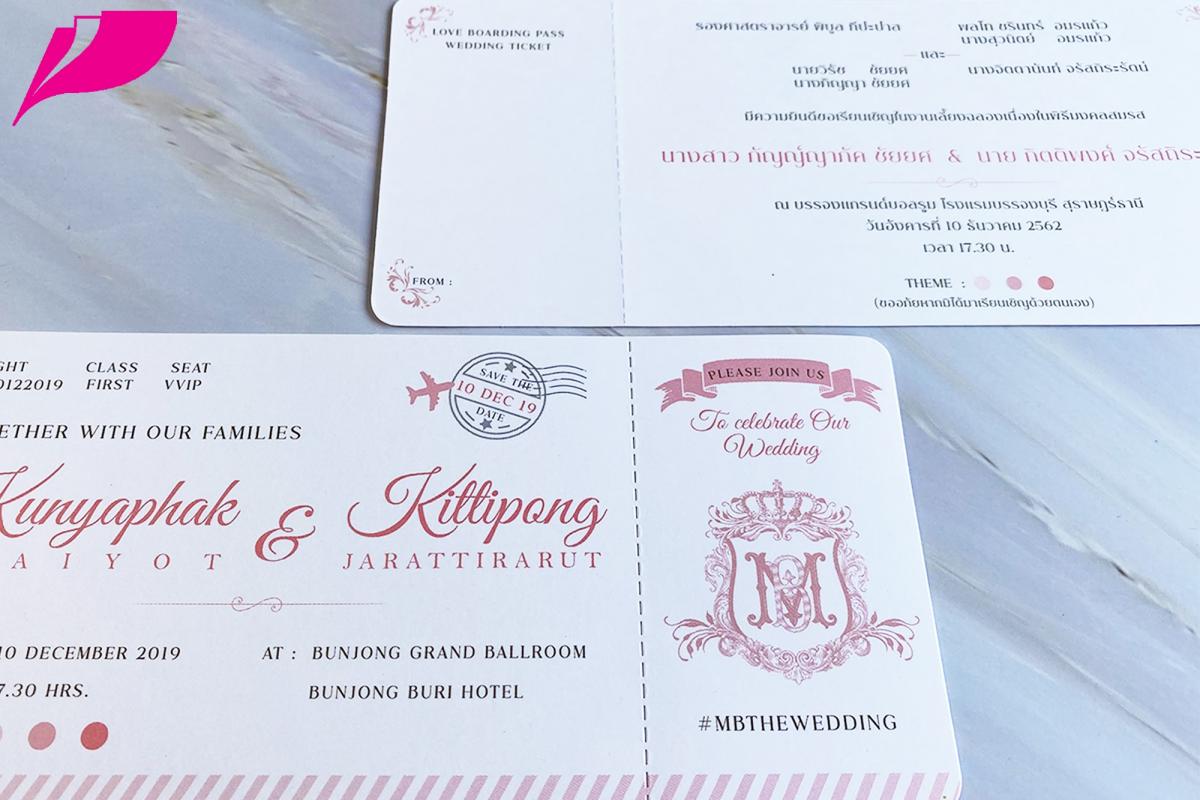 LOVE BOARDING PASS
WEDDING TICKET
FROM :
รองศาสตราจารย์ พิบูล ทีปะปาล
พลโท ชรินทร์ อมรแก้ว
นางสุวนิตย์ อมรแก้ว
และ
นายวิรัช ชัยยศ
นางกัญญา ชัยยศ
นางจิตตานันท์ จรัสถิระรัตน์
มีความยินดีขอเรียนเชิญในงานเลี้ยงฉลองเนื่องในพิธีมงคลสมรส
นางสาว กัญญ์ญาภัค ชัยยศ & นาย กิตติพงศ์ จรัสถิระ
ณ บรรจงแกรนด์บอลรูม โรงแรมบรรจงบุรี สุราษฎร์ธานี
วันอังคารที่ 10 ธันวาคม 2562
เวลา 17.30 น.
THEME :
(ขออภัยหากมิได้มาเรียนเชิญด้วยตนเอง)
GHT CLASS SEAT
0122019 FIRST VVIP
SAVE THE
10 DEC 19
DATE
ETHER WITH OUR FAMILIES
Kunyaphak & Kittipong
AIYOT JARATTIRARUT
10 DECEMBER 2019
7.30 HRS.
AT : BUNJONG GRAND BALLROOM
BUNJONG BURI HOTEL
PLEASE JOIN US
To celebrate Our
Wedding
MB
#MBTHEWEDDING